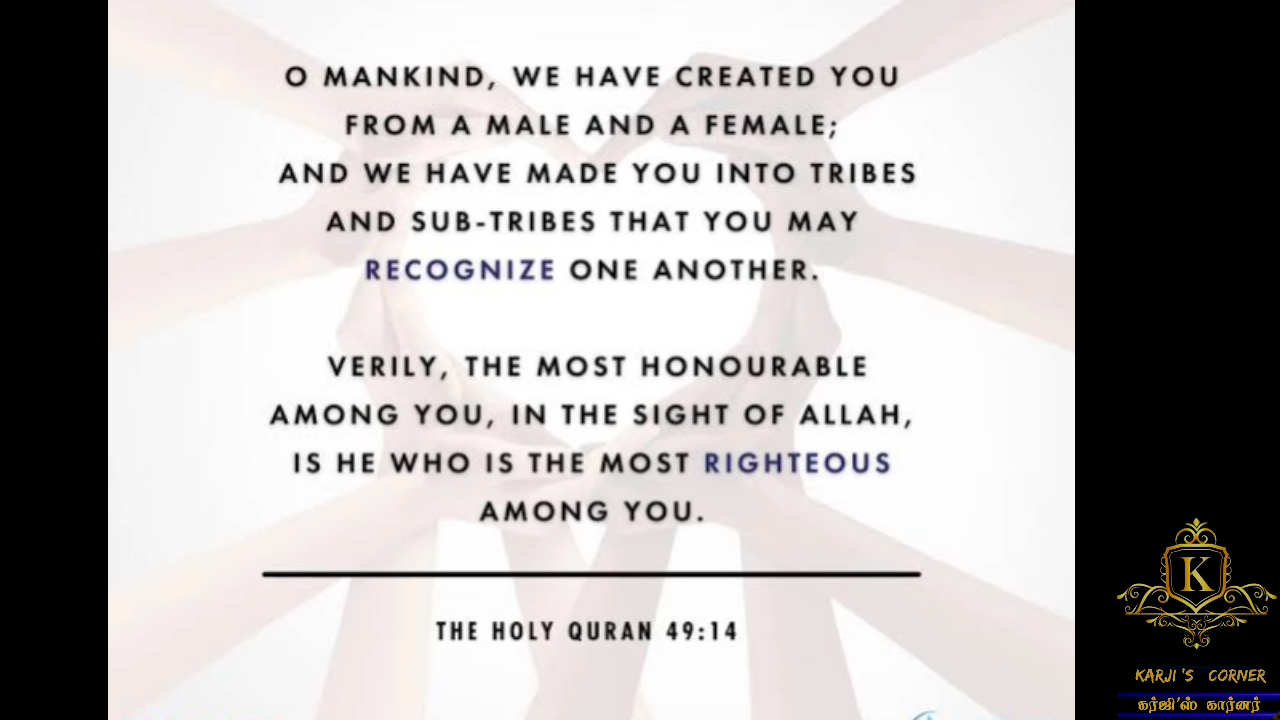 O MANKIND, WE HAVE CREATED YOU
FROM A MALE AND A FEMALE;
AND WE HAVE MADE YOU INTO TRIBES
AND SUB-TRIBES THAT YOU MAY
RECOGNIZE ONE ANOTHER.
VERILY, THE MOST HONOURABLE
AMONG YOU, IN THE SIGHT OF ALLAH,
IS HE WHO IS THE MOST RIGHTEOUS
AMONG YOU.
THE HOLY QURAN 49:14
K
KARJI'S CORNER
கர்ஜி'ஸ் கார்னர்